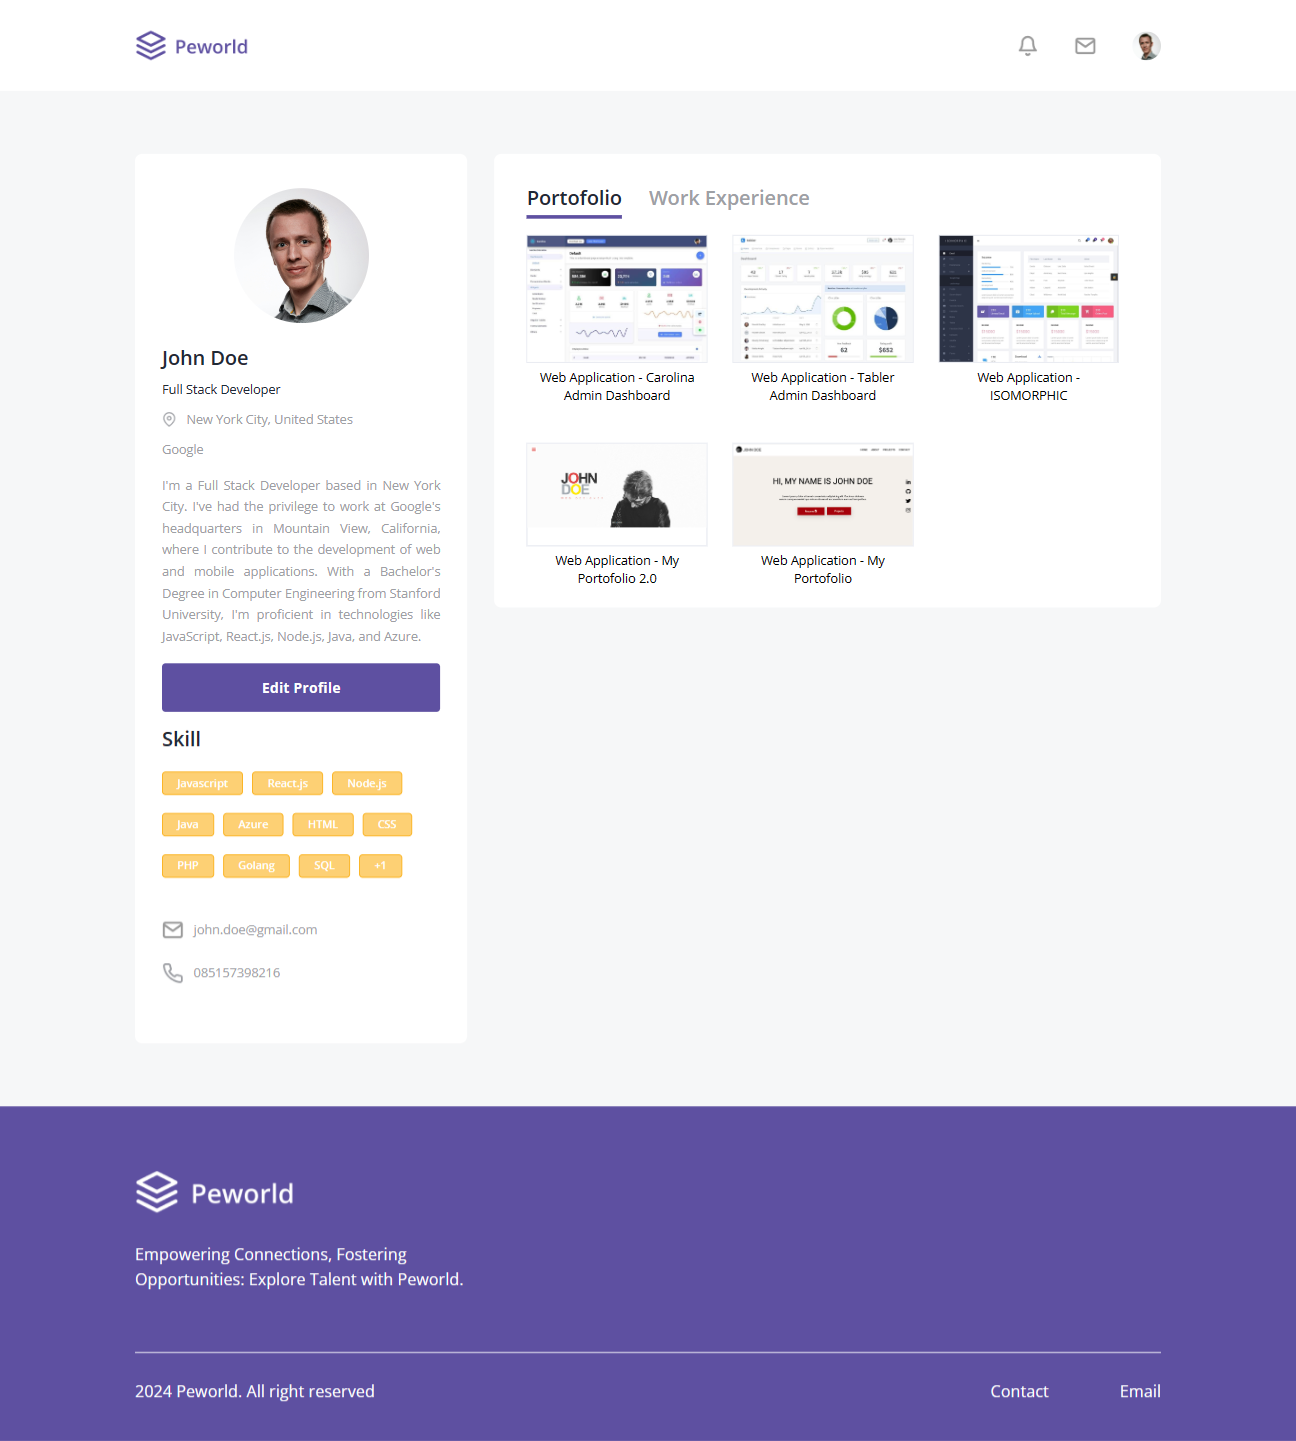 Peworld
John Doe
Full Stack Developer
New York City, United States
Google
I'm a Full Stack Developer based in New York
City. I've had the privilege to work at Google's
headquarters in Mountain View, California,
where I contribute to the development of web
and mobile applications. With a Bachelor's
Degree in Computer Engineering from Stanford
University, I'm proficient in technologies like
JavaScript, React.js, Node.js, Java, and Azure.
Edit Profile
Skill
Javascript React.js Node.js
Java Azure HTML CSS
PHP Golang SQL +1
john.doe@gmail.com
085157398216
Portofolio Work Experience
Web Application - Carolina
Admin Dashboard
Web Application - Tabler
Admin Dashboard
Web Application -
ISOMORPHIC
JOHN
DOE
Web Application - My
Portofolio 2.0
HI, MY NAME IS JOHN DOE
Web Application - My
Portofolio
Peworld
Empowering Connections, Fostering
Opportunities: Explore Talent with Peworld.
2024 Peworld. All right reserved
Contact Email